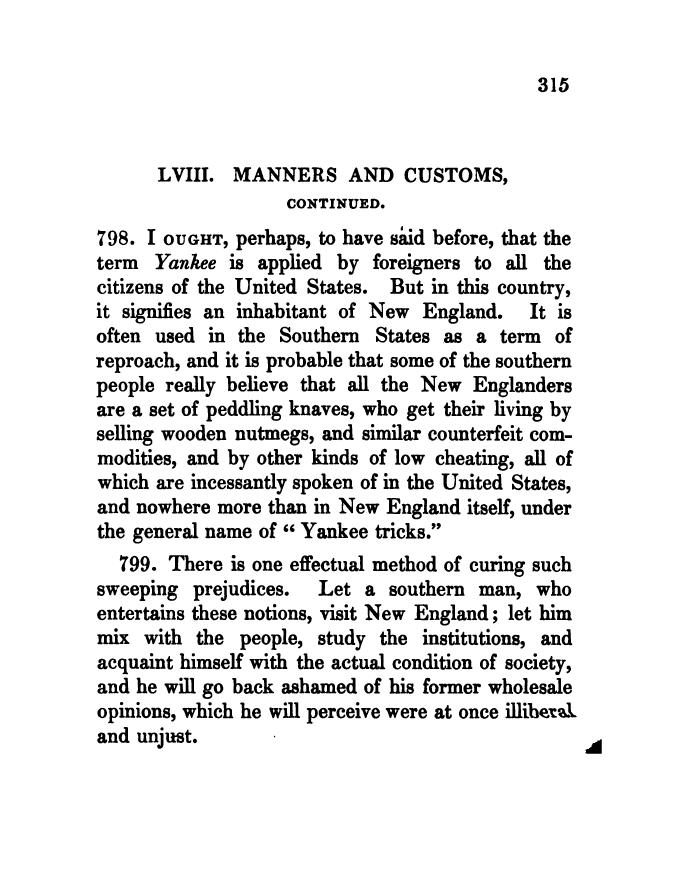 315
LVIII. MANNERS AND CUSTOMS,
CONTINUED.
798. I OUGHT, perhaps, to have said before, that the
term Yankee is applied by foreigners to all the
citizens of the United States. But in this country,
it signifies an inhabitant of New England. It is
often used in the Southern States as a term of
reproach, and it is probable that some of the southern
people really believe that all the New Englanders
are a set of peddling knaves, who get their living by
selling wooden nutmegs, and similar counterfeit com-
modities, and by other kinds of low cheating, all of
which are incessantly spoken of in the United States,
and nowhere more than in New England itself, under
the general name of “ Yankee tricks.”
799. There is one effectual method of curing such
sweeping prejudices. Let a southern man, who
entertains these notions, visit New England; let him
mix with the people, study the institutions, and
acquaint himself with the actual condition of society,
and he will go back ashamed of his former wholesale
opinions, which he will perceive were at once illiberal
and unjust.